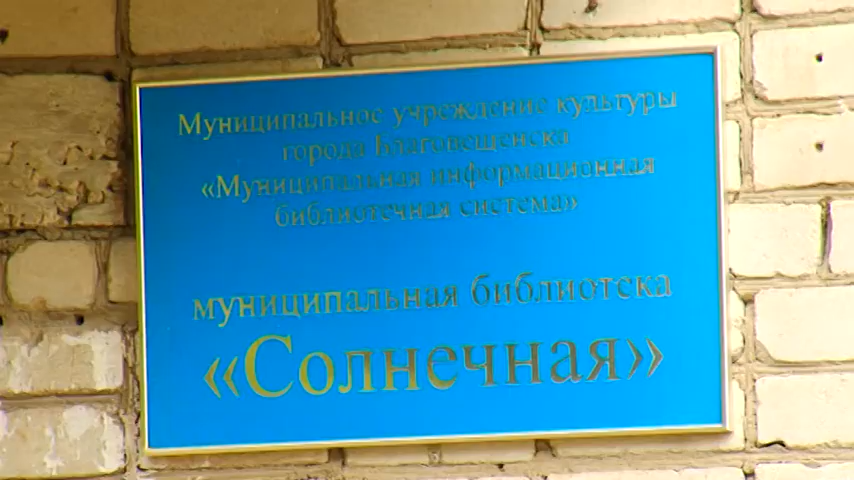 Муниципальное учреждение культуры
города Благовещенска
«Муниципальная информационная
библиотечная система»
муниципальная библиотека
«Солнечная»